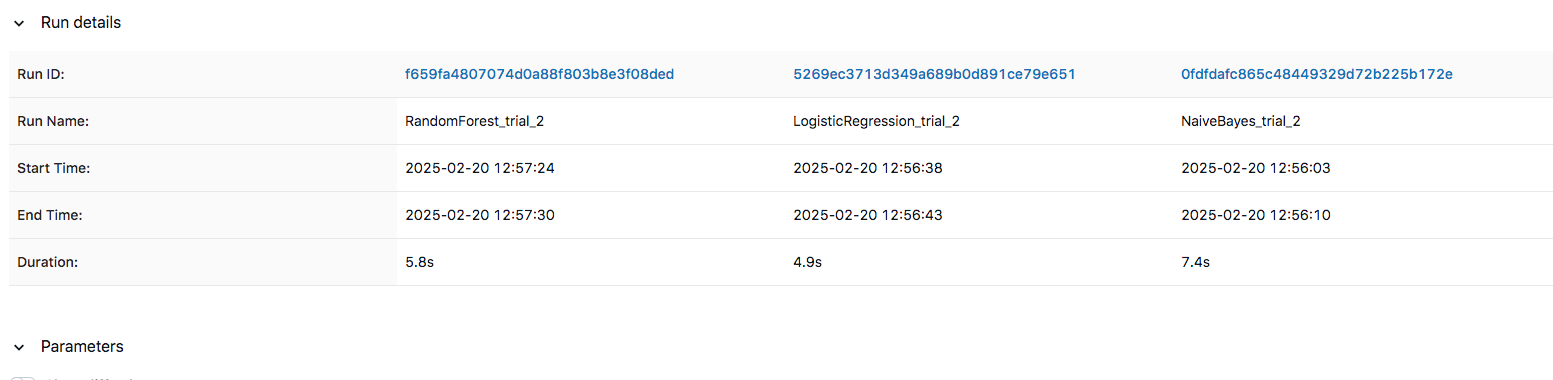 Run details
Run ID: f659fa4807074d0a88f803b8e3f08ded 5269ec3713d349a689b0d891ce79e651 0fdfdafc865c48449329d72b225b172e
Run Name: RandomForest_trial_2 LogisticRegression_trial_2 NaiveBayes_trial_2
Start Time: 2025-02-20 12:57:24 2025-02-20 12:56:38 2025-02-20 12:56:03
End Time: 2025-02-20 12:57:30 2025-02-20 12:56:43 2025-02-20 12:56:10
Duration: 5.8s 4.9s 7.4s
Parameters